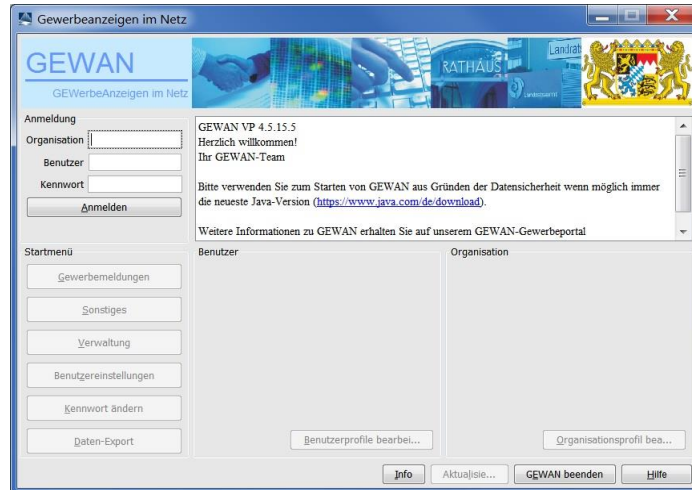 Gewerbeanzeigen im Netz
GEWAN
GEWerbeAnzeigen im Netz
RATHAUS
Landrat
Landratsamt
Anmeldung
Organisation
Benutzer
Kennwort
Anmelden
GEWAN VP 4.5.15.5
Herzlich willkommen!
Ihr GEWAN-Team
Bitte verwenden Sie zum Starten von GEWAN aus Gründen der Datensicherheit wenn möglich immer
die neueste Java-Version (https://www.java.com/de/download).
Weitere Informationen zu GEWAN erhalten Sie auf unserem GEWAN-Gewerbeportal
Startmenü
Gewerbemeldungen
Sonstiges
Verwaltung
Benutzereinstellungen
Kennwort ändern
Daten-Export
Benutzer
Benutzerprofile bearbei...
Organisation
Organisationsprofil bea...
Info
Aktualisie...
GEWAN beenden
Hilfe